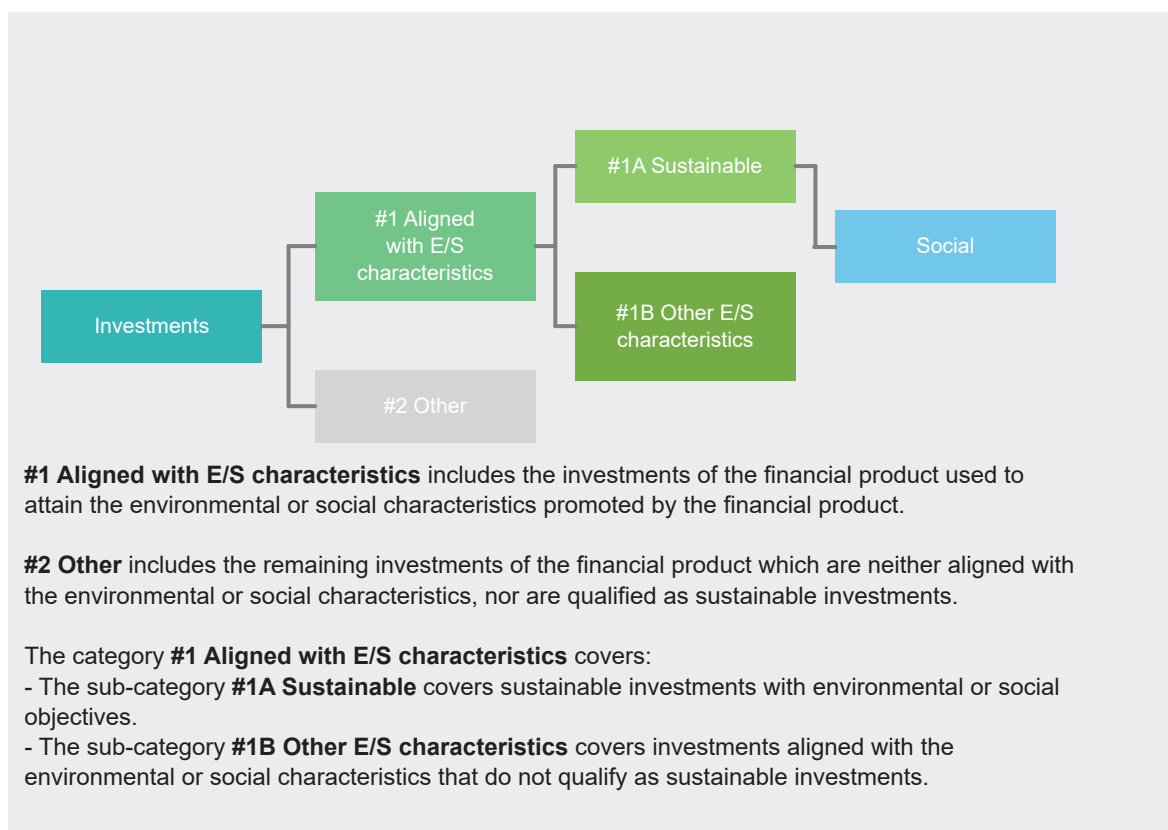 #1A Sustainable
#1 Aligned
with E/S
characteristics
Social
Investments
#1B Other E/S
characteristics
#2 Other
#1 Aligned with E/S characteristics includes the investments of the financial product used to
attain the environmental or social characteristics promoted by the financial product.
#2 Other includes the remaining investments of the financial product which are neither aligned with
the environmental or social characteristics, nor are qualified as sustainable investments.
The category #1 Aligned with E/S characteristics covers:
- The sub-category #1A Sustainable covers sustainable investments with environmental or social
objectives.
- The sub-category #1B Other E/S characteristics covers investments aligned with the
environmental or social characteristics that do not qualify as sustainable investments.